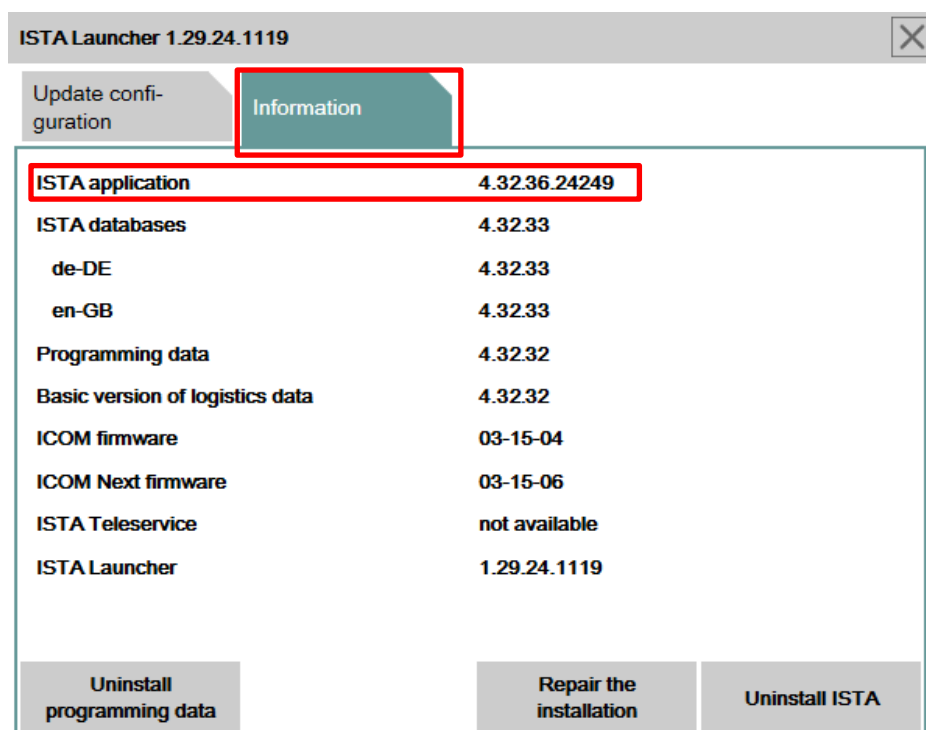 ISTA Launcher 1.29.24.1119
Update confi-
guration
Information
ISTA application 4.32.36.24249
ISTA databases 4.32.33
de-DE 4.32.33
en-GB 4.32.33
Programming data 4.32.32
Basic version of logistics data 4.32.32
ICOM firmware 03-15-04
ICOM Next firmware 03-15-06
ISTA Teleservice not available
ISTA Launcher 1.29.24.1119
Uninstall
programming data
Repair the
installation
Uninstall ISTA